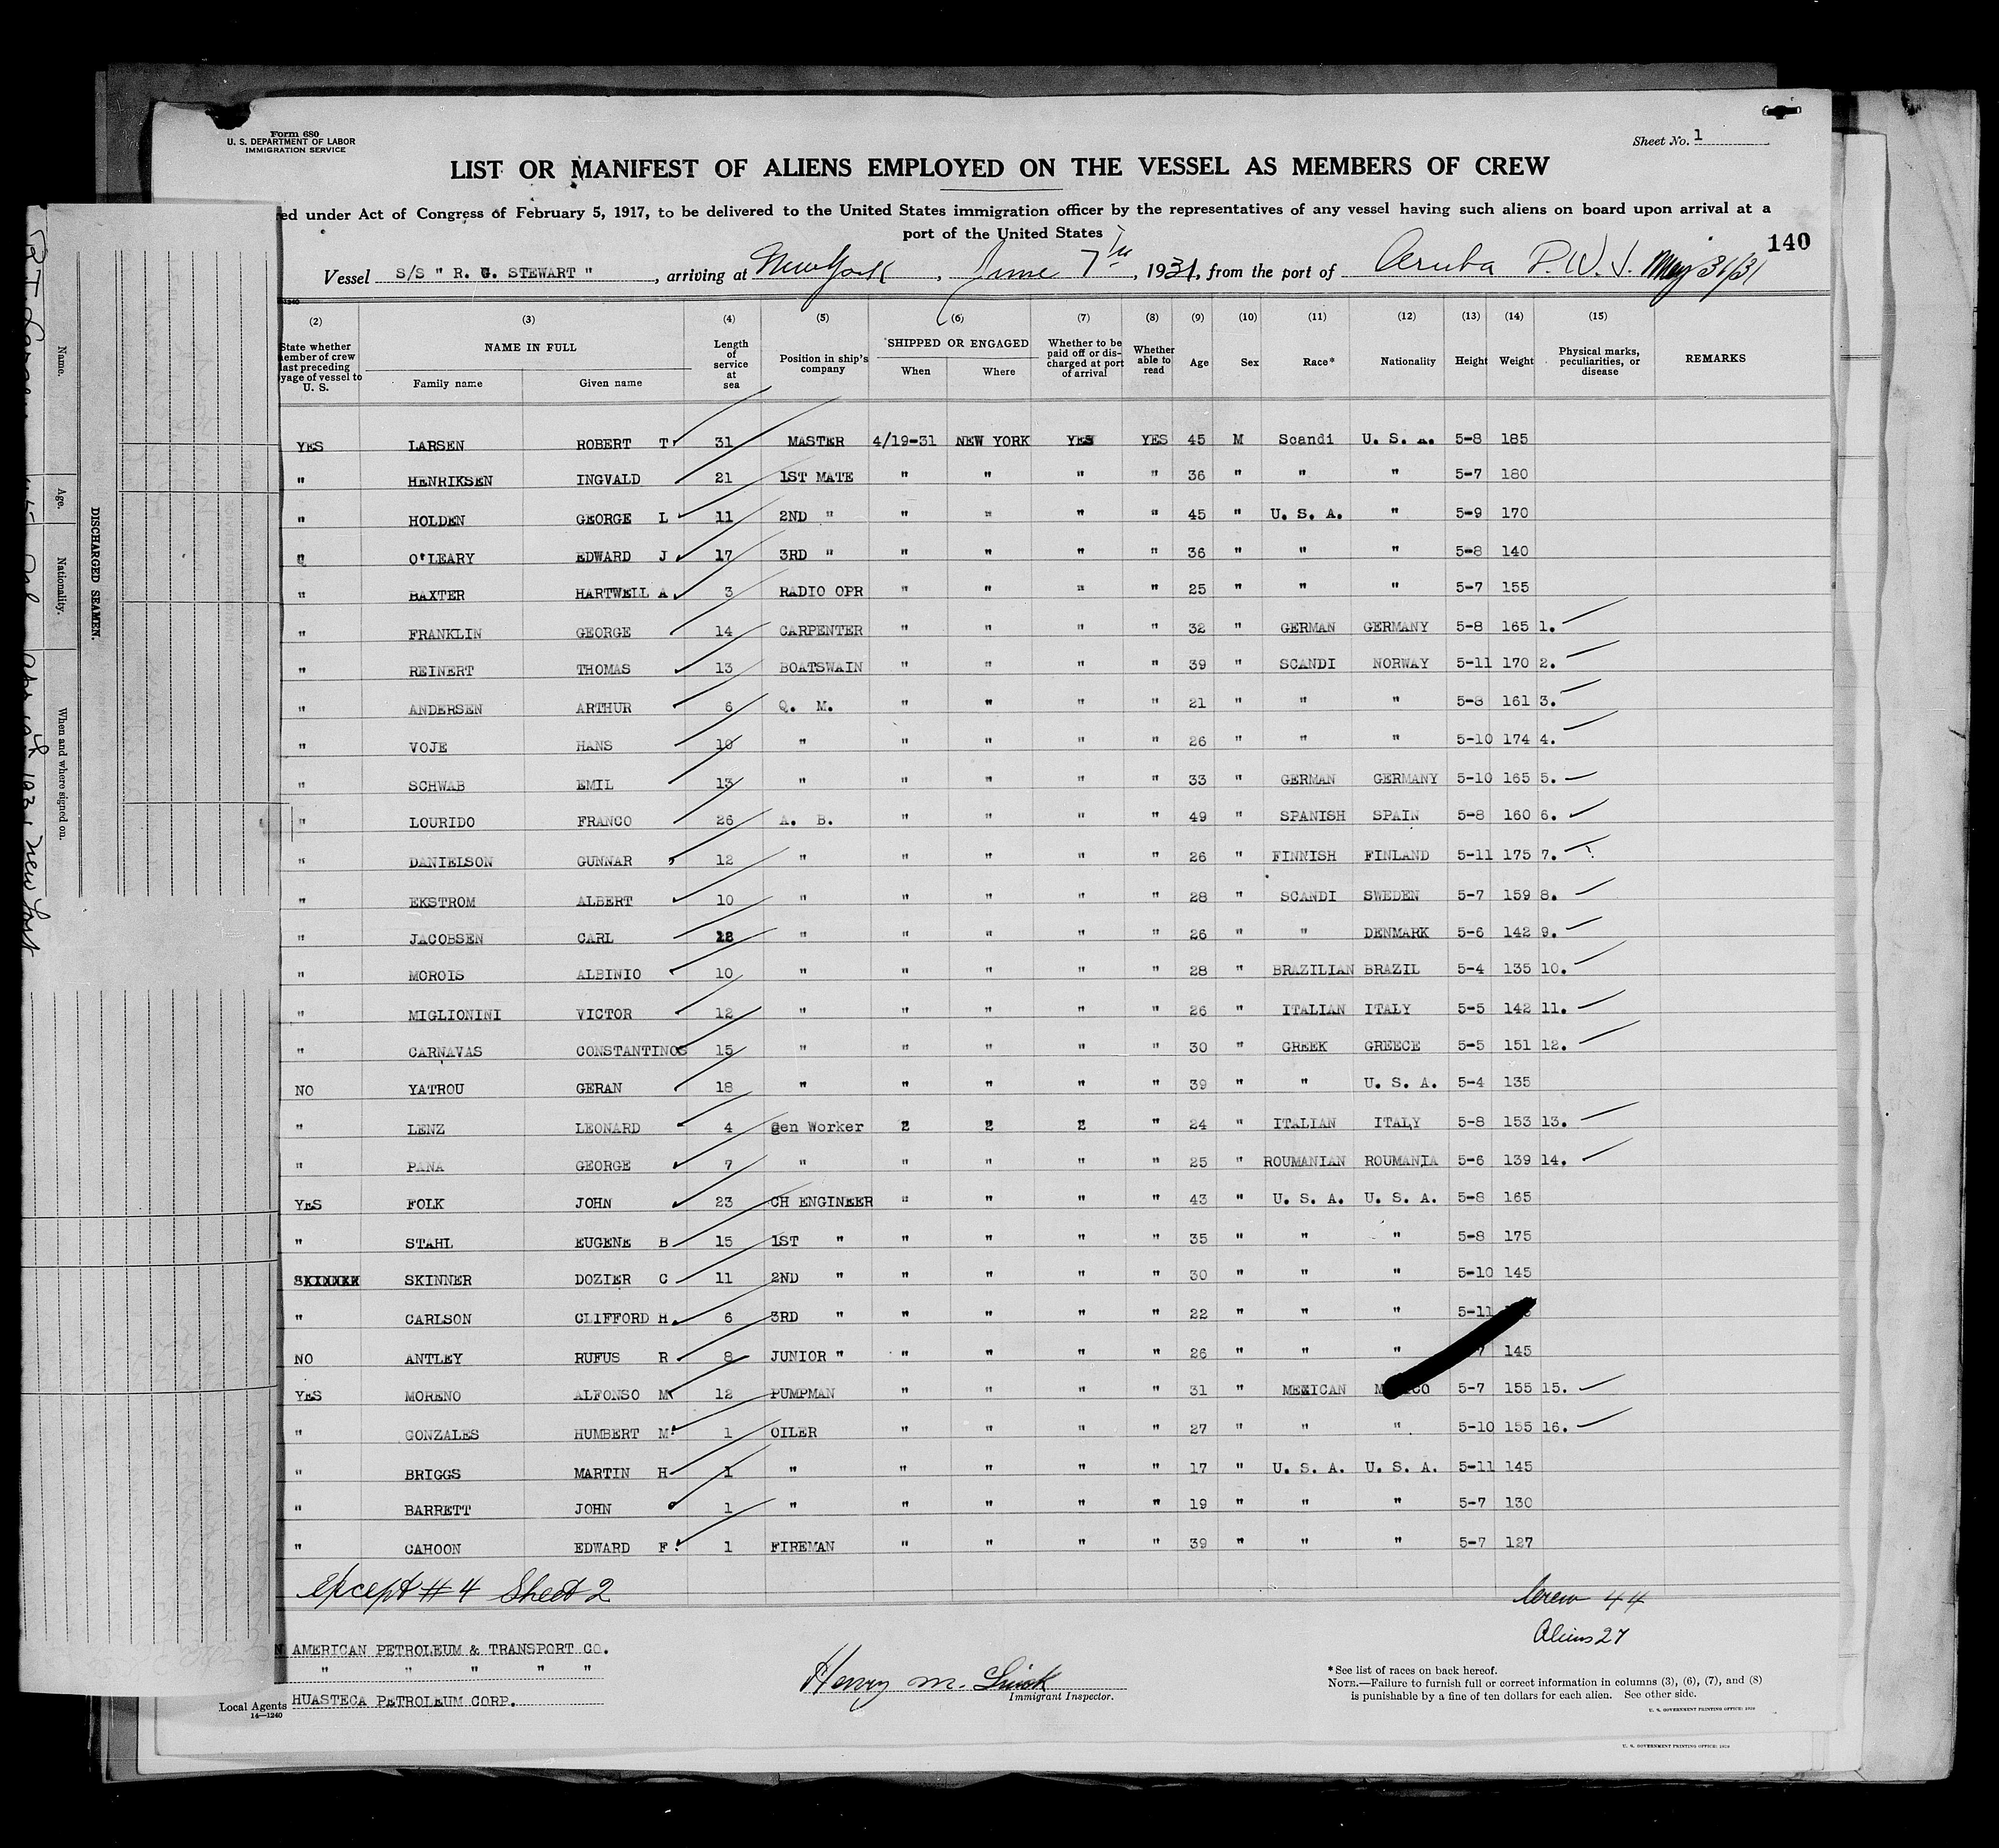 Form 680
U. S. DEPARTMENT OF LABOR
IMMIGRATION SERVICE
Sheet No. 1
LIST OR MANIFEST OF ALIENS EMPLOYED ON THE VESSEL AS MEMBERS OF CREW
ed under Act of Congress of February 5, 1917, to be delivered to the United States immigration officer by the representatives of any vessel having such aliens on board upon arrival at a
port of the United States
140
Vessel S/S " R. G. STEWART " , arriving at New York , June 7th , 1931, from the port of Aruba D.W.I. May 31/31
(2) (3) (4) (5) (6) (7) (8) (9) (10) (11) (12) (13) (14) (15)
State whether member of crew last preceding voyage of vessel to U. S. NAME IN FULL Family name Given name Length of service at sea Position in ship's company SHIPPED OR ENGAGED When Where Whether to be paid off or discharged at port of arrival Whether able to read Age Sex Race* Nationality Height Weight Physical marks, peculiarities, or disease REMARKS
YES LARSEN ROBERT T 31 MASTER 4/19-31 NEW YORK YES YES 45 M Scandi U. S. A. 5-8 185
" HENRIKSEN INGVALD 21 1ST MATE " " " " 36 " " " 5-7 180
" HOLDEN GEORGE L 11 2ND " " " " " 45 " U. S. A. " 5-9 170
" O'LEARY EDWARD J 17 3RD " " " " " 36 " " " 5-8 140
" BAXTER HARTWELL A 3 RADIO OPR " " " " 25 " " " 5-7 155
" FRANKLIN GEORGE 14 CARPENTER " " " " 32 " GERMAN GERMANY 5-8 165 1.
" REINERT THOMAS 13 BOATSWAIN " " " " 39 " SCANDI NORWAY 5-11 170 2.
" ANDERSEN ARTHUR 6 Q. M. " " " " 21 " " " 5-8 161 3.
" VOJE HANS 10 " " " " " 26 " " " 5-10 174 4.
" SCHWAB EMIL 13 " " " " " 33 " GERMAN GERMANY 5-10 165 5.
" LOURIDO FRANCO 26 A. B. " " " " 49 " SPANISH SPAIN 5-8 160 6.
" DANIELSON GUNNAR 12 " " " " " 26 " FINNISH FINLAND 5-11 175 7.
" EKSTROM ALBERT 10 " " " " " 28 " SCANDI SWEDEN 5-7 159 8.
" JACOBSEN CARL " " " " " 26 " " DENMARK 5-6 142 9.
" MOROIS ALBINIO 10 " " " " " 28 " BRAZILIAN BRAZIL 5-4 135 10.
" MIGLIONINI VICTOR 12 " " " " " 26 " ITALIAN ITALY 5-5 142 11.
" CARNAVAS CONSTANTINOS 15 " " " " " 30 " GREEK GREECE 5-5 151 12.
NO YATROU GERAN 18 " " " " " 39 " " U. S. A. 5-4 135
" LENZ LEONARD 4 gen Worker 2 2 2 " 24 " ITALIAN ITALY 5-8 153 13.
" PANA GEORGE 7 " " " " " 25 " ROUMANIAN ROUMANIA 5-6 139 14.
YES FOLK JOHN 23 CH ENGINEER " " " " 43 " U. S. A. U. S. A. 5-8 165
" STAHL EUGENE B 15 1ST " " " " " 35 " " " 5-8 175
SKINNER DOZIER C 11 2ND " " " " " 30 " " " 5-10 145
" CARLSON CLIFFORD H 6 3RD " " " " " 22 " " " 5-11
NO ANTLEY RUFUS R 8 JUNIOR " " " " " 26 " " " 145
YES MORENO ALFONSO M 12 PUMPMAN " " " " 31 " MEXICAN MEXICO 5-7 155 15.
" GONZALES HUMBERT M 1 OILER " " " " 27 " " " 5-10 155 16.
" BRIGGS MARTIN H 1 " " " " " 17 " U. S. A. U. S. A. 5-11 145
" BARRETT JOHN 1 " " " " " 19 " " " 5-7 130
" CAHOON EDWARD F 1 FIREMAN " " " " 39 " " " 5-7 127
except #4 Sheet 2
Crew 44
Aliens 27
N AMERICAN PETROLEUM & TRANSPORT CO.
" " " " "
Local Agents HUASTECA PETROLEUM CORP.
14—1240
Henry M.
Immigrant Inspector.
*See list of races on back hereof.
NOTE.—Failure to furnish full or correct information in columns (3), (6), (7), and (8)
is punishable by a fine of ten dollars for each alien. See other side.
DISCHARGED SEAMEN.
Name. Age. Nationality. When and where signed on.
New York